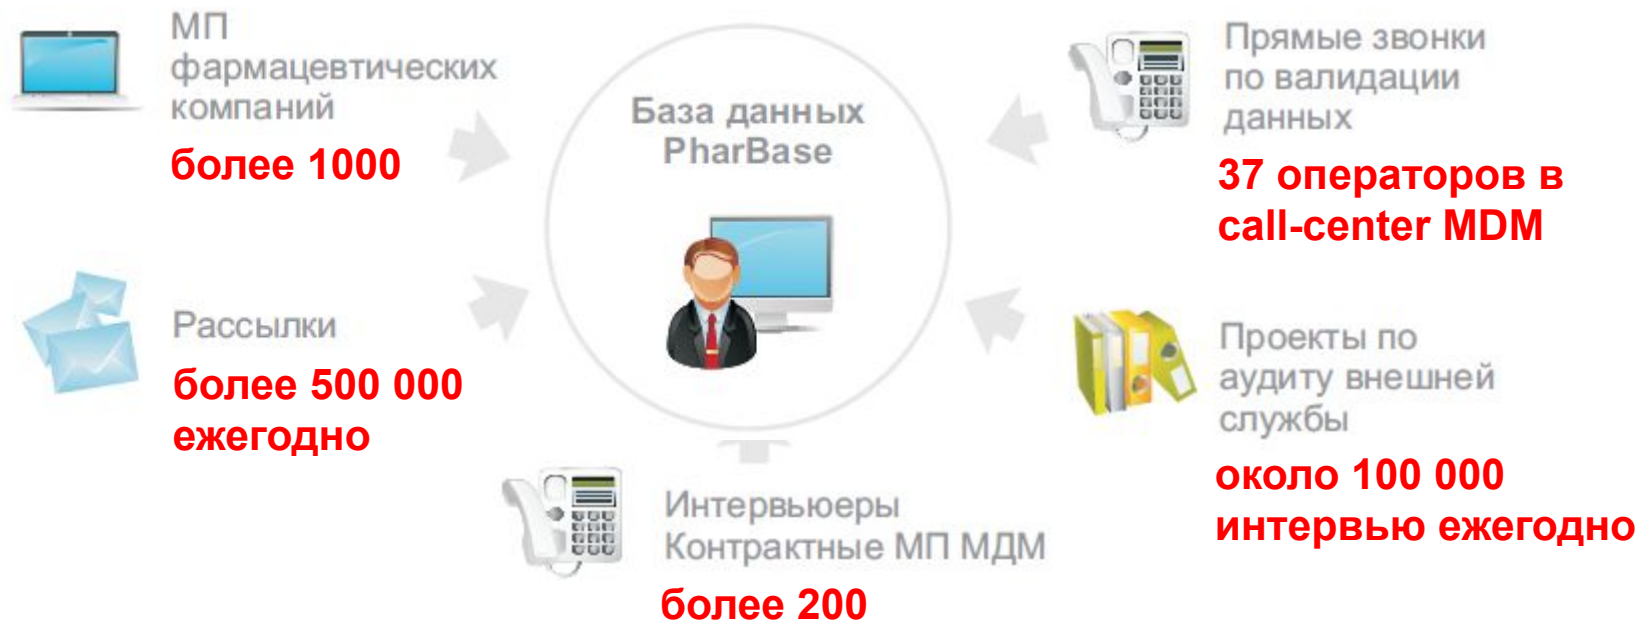 МП
фармацевтических
компаний
более 1000
База данных
PharBase
Прямые звонки
по валидации
данных
37 операторов в
call-center MDM
Рассылки
более 500 000
ежегодно
Проекты по
аудиту внешней
службы
около 100 000
интервью ежегодно
Интервьюеры
Контрактные МП МДМ
более 200